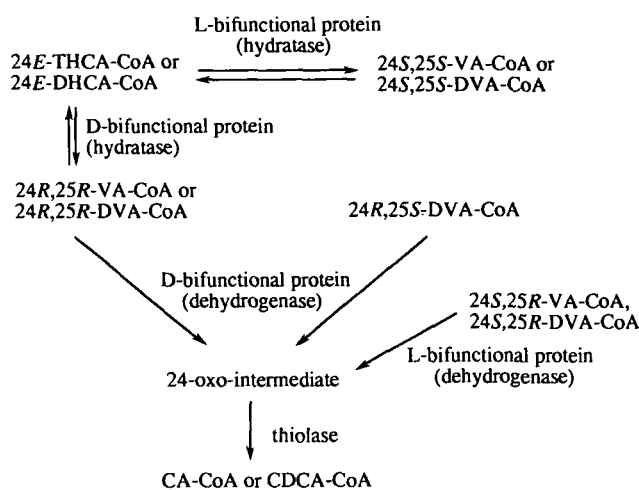 L-bifunctional protein
(hydratase)
24E-THCA-CoA or
24E-DHCA-CoA
24S,25S-VA-CoA or
24S,25S-DVA-CoA
D-bifunctional protein
(hydratase)
24R,25R-VA-CoA or
24R,25R-DVA-CoA
24R,25S-DVA-CoA
D-bifunctional protein
(dehydrogenase)
24S,25R-VA-CoA,
24S,25R-DVA-CoA
L-bifunctional protein
(dehydrogenase)
24-oxo-intermediate
thiolase
CA-CoA or CDCA-CoA